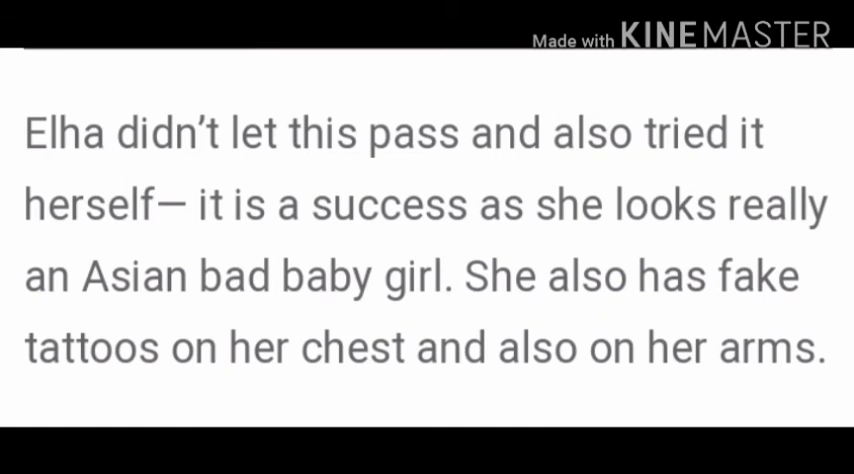 Made with KINEMASTER
Elha didn’t let this pass and also tried it
herself— it is a success as she looks really
an Asian bad baby girl. She also has fake
tattoos on her chest and also on her arms.